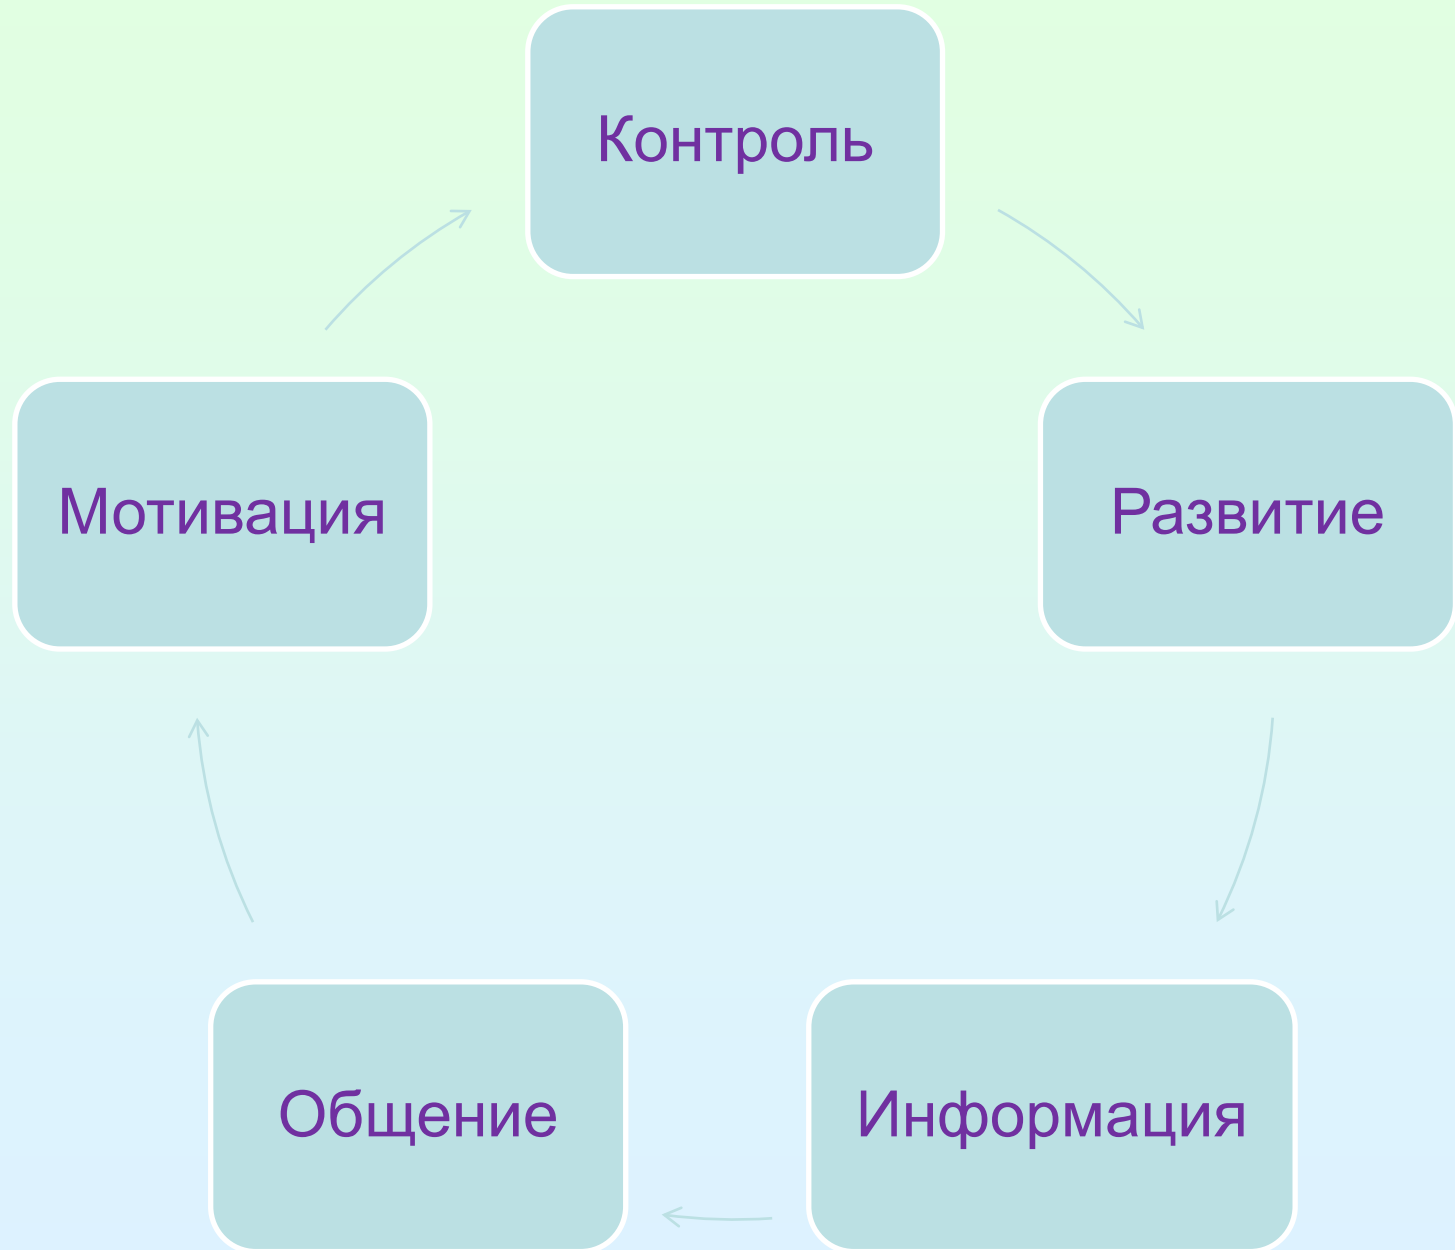 Контроль
Мотивация
Развитие
Общение
Информация